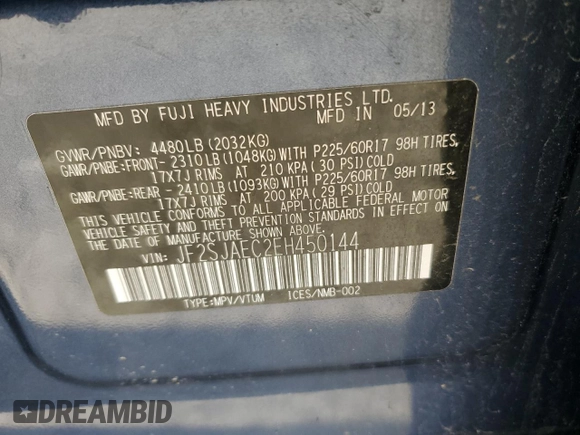 MFD BY FUJI HEAVY INDUSTRIES LTD.
MFD IN 05/13
GVWR/PNBV: 4480LB (2032KG)
GAWR/PNBE:FRONT- 2310LB (1048KG) WITH P225/60R17 98H TIRES,
17X7J RIMS AT 210 KPA (30 PSI) COLD
GAWR/PNBE:REAR - 2410LB (1093KG) WITH P225/60R17 98H TIRES,
17X7J RIMS AT 200 KPA (29 PSI) COLD
THIS VEHICLE CONFORMS TO ALL APPLICABLE FEDERAL MOTOR
VEHICLE SAFETY AND THEFT PREVENTION STANDARDS IN EFFECT
ON THE DATE OF MANUFACTURE SHOWN ABOVE.
VIN: JF2SJAEC2EH450144
TYPE:MPV/VTUM ICES/NMB-002
DREAMBID